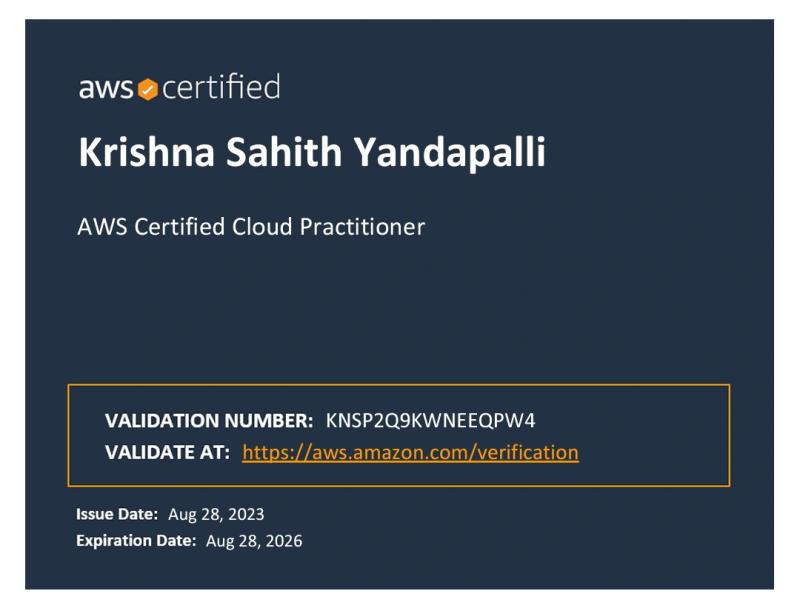 aws certified
Krishna Sahith Yandapalli
AWS Certified Cloud Practitioner
VALIDATION NUMBER: KNSP2Q9KWNEEQPW4
VALIDATE AT: https://aws.amazon.com/verification
Issue Date: Aug 28, 2023
Expiration Date: Aug 28, 2026